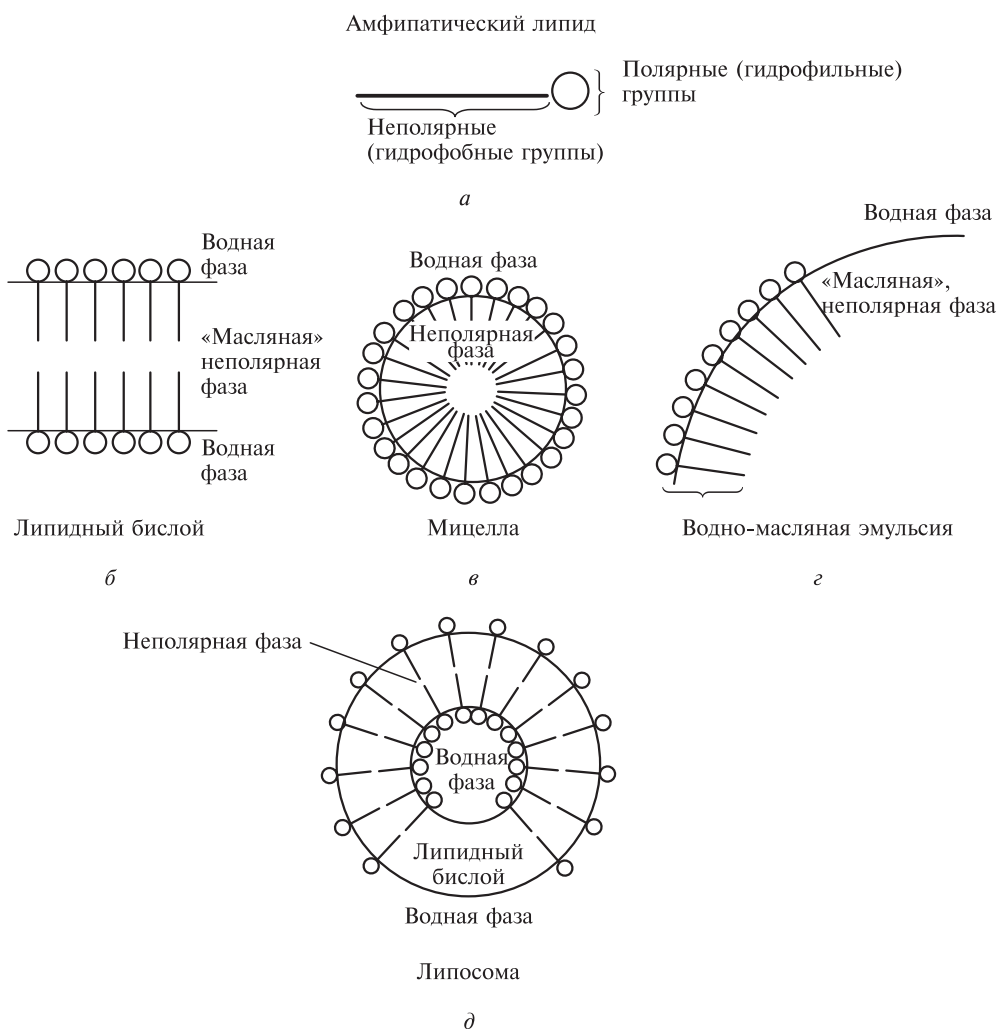 Амфипатический липид
Полярные (гидрофильные)
группы
Неполярные
(гидрофобные группы)
а
Водная
фаза
«Масляная»
неполярная
фаза
Водная
фаза
Липидный бислой
б
Водная фаза
Неполярная
фаза
Мицелла
в
Водная фаза
«Масляная»,
неполярная фаза
Водно-масляная эмульсия
г
Неполярная фаза
Водная
фаза
Липидный
бислой
Водная фаза
Липосома
д